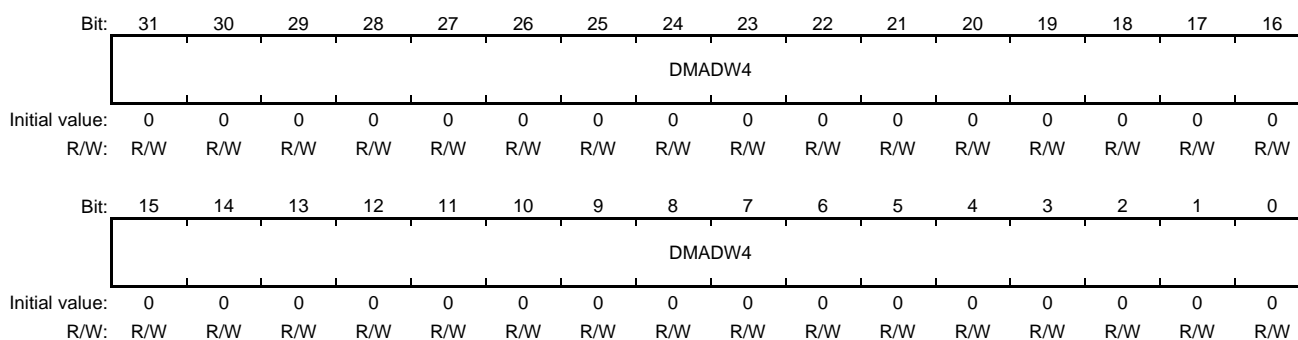 Bit: 31 30 29 28 27 26 25 24 23 22 21 20 19 18 17 16
DMADW4
Initial value: 0 0 0 0 0 0 0 0 0 0 0 0 0 0 0 0
R/W: R/W R/W R/W R/W R/W R/W R/W R/W R/W R/W R/W R/W R/W R/W R/W R/W
Bit: 15 14 13 12 11 10 9 8 7 6 5 4 3 2 1 0
DMADW4
Initial value: 0 0 0 0 0 0 0 0 0 0 0 0 0 0 0 0
R/W: R/W R/W R/W R/W R/W R/W R/W R/W R/W R/W R/W R/W R/W R/W R/W R/W